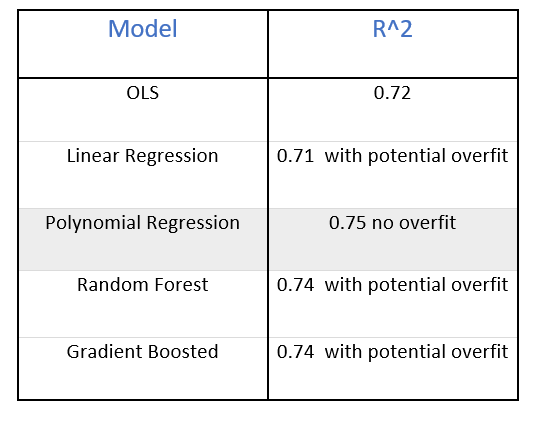 Model R^2
OLS 0.72
Linear Regression 0.71 with potential overfit
Polynomial Regression 0.75 no overfit
Random Forest 0.74 with potential overfit
Gradient Boosted 0.74 with potential overfit